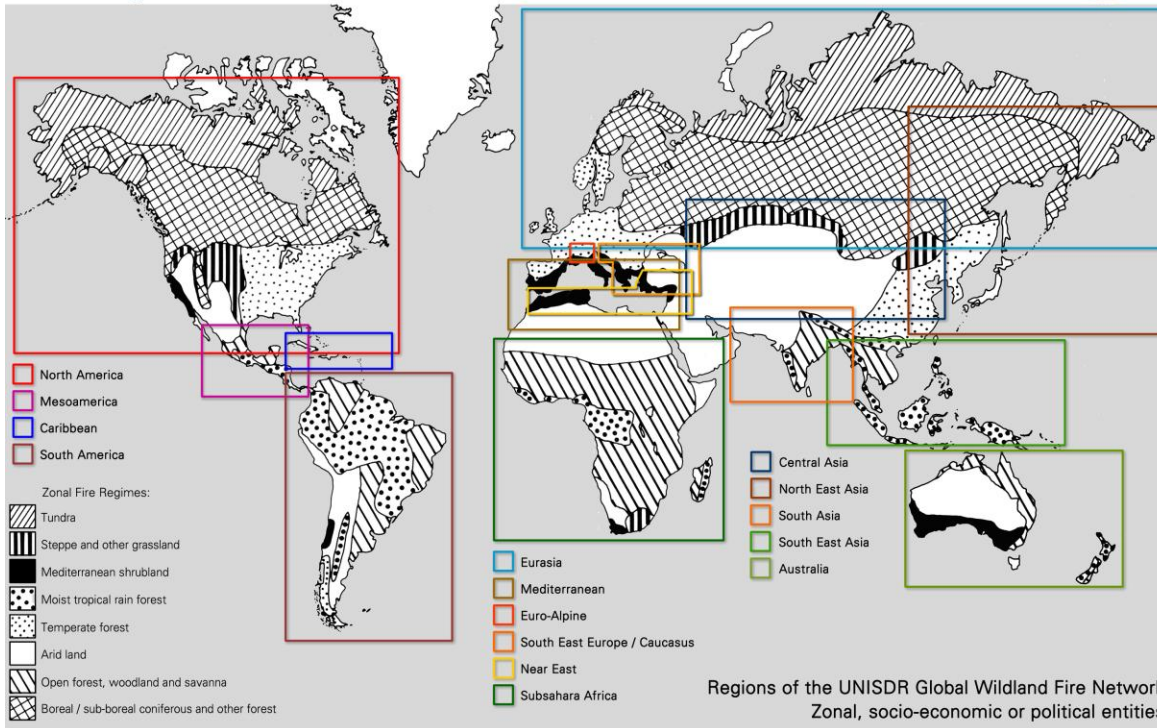 North America
Mesoamerica
Caribbean
South America
Zonal Fire Regimes:
Tundra
Steppe and other grassland
Mediterranean shrubland
Moist tropical rain forest
Temperate forest
Arid land
Open forest, woodland and savanna
Boreal / sub-boreal coniferous and other forest
Eurasia
Mediterranean
Euro-Alpine
South East Europe / Caucasus
Near East
Subsahara Africa
Central Asia
North East Asia
South Asia
South East Asia
Australia
Regions of the UNISDR Global Wildland Fire Network
Zonal, socio-economic or political entities